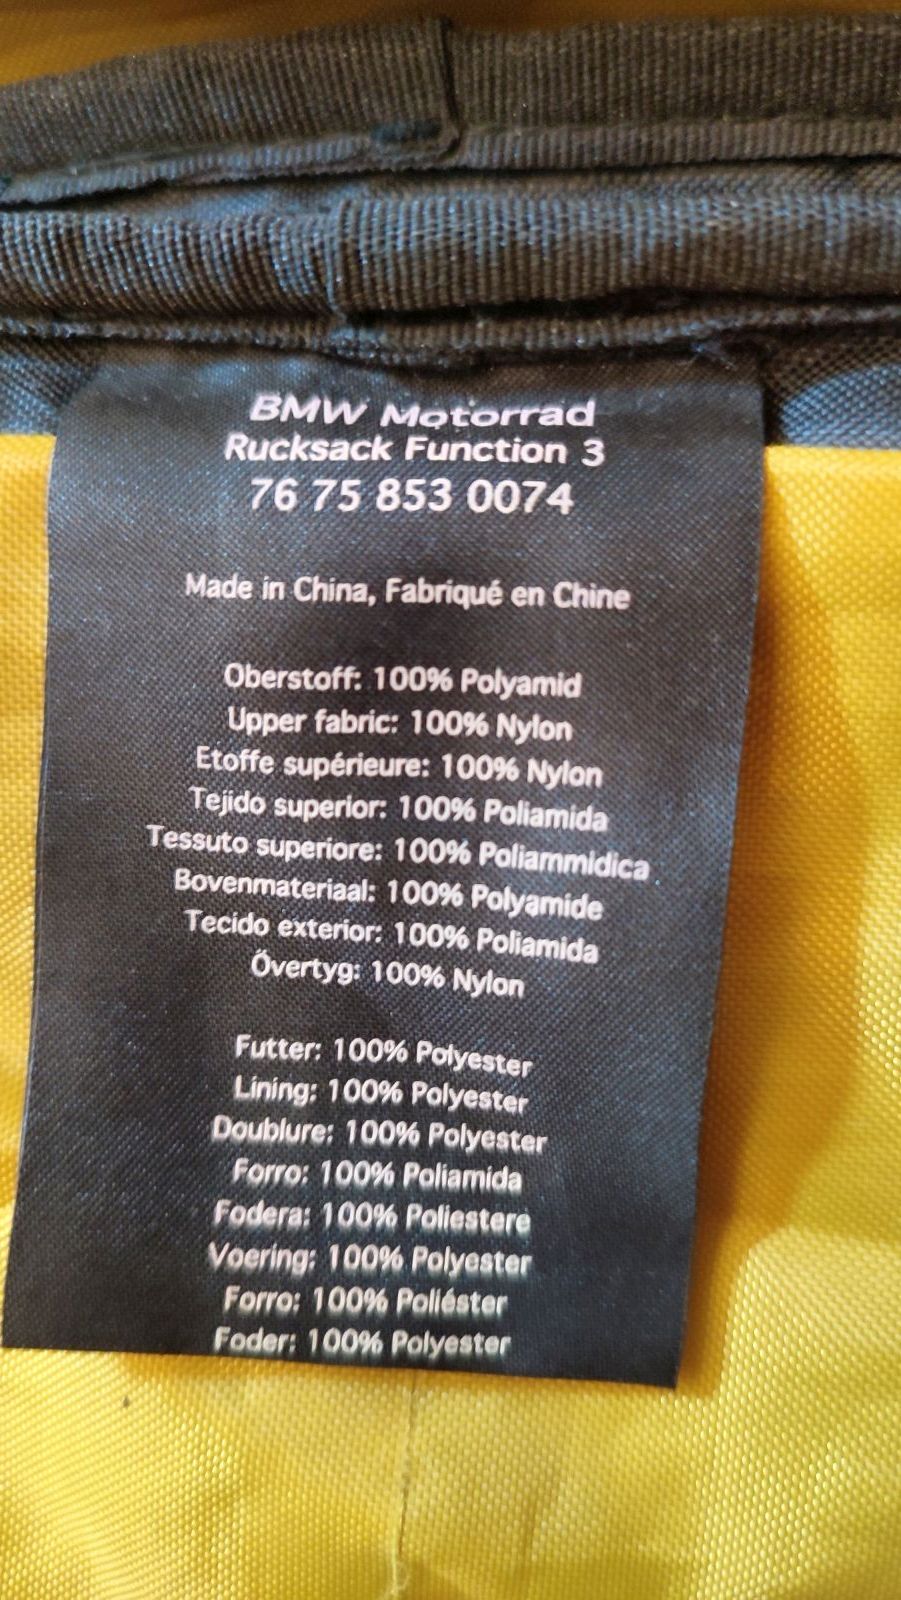 BMW Motorrad
Rucksack Function 3
76 75 853 0074
Made in China, Fabriqué en Chine
Oberstoff: 100% Polyamid
Upper fabric: 100% Nylon
Etoffe supérieure: 100% Nylon
Tejido superior: 100% Poliamida
Tessuto superiore: 100% Poliammidica
Bovenmateriaal: 100% Polyamide
Tecido exterior: 100% Poliamida
Övertyg: 100% Nylon
Futter: 100% Polyester
Lining: 100% Polyester
Doublure: 100% Polyester
Forro: 100% Poliamida
Fodera: 100% Poliestere
Voering: 100% Polyester
Forro: 100% Poliéster
Foder: 100% Polyester